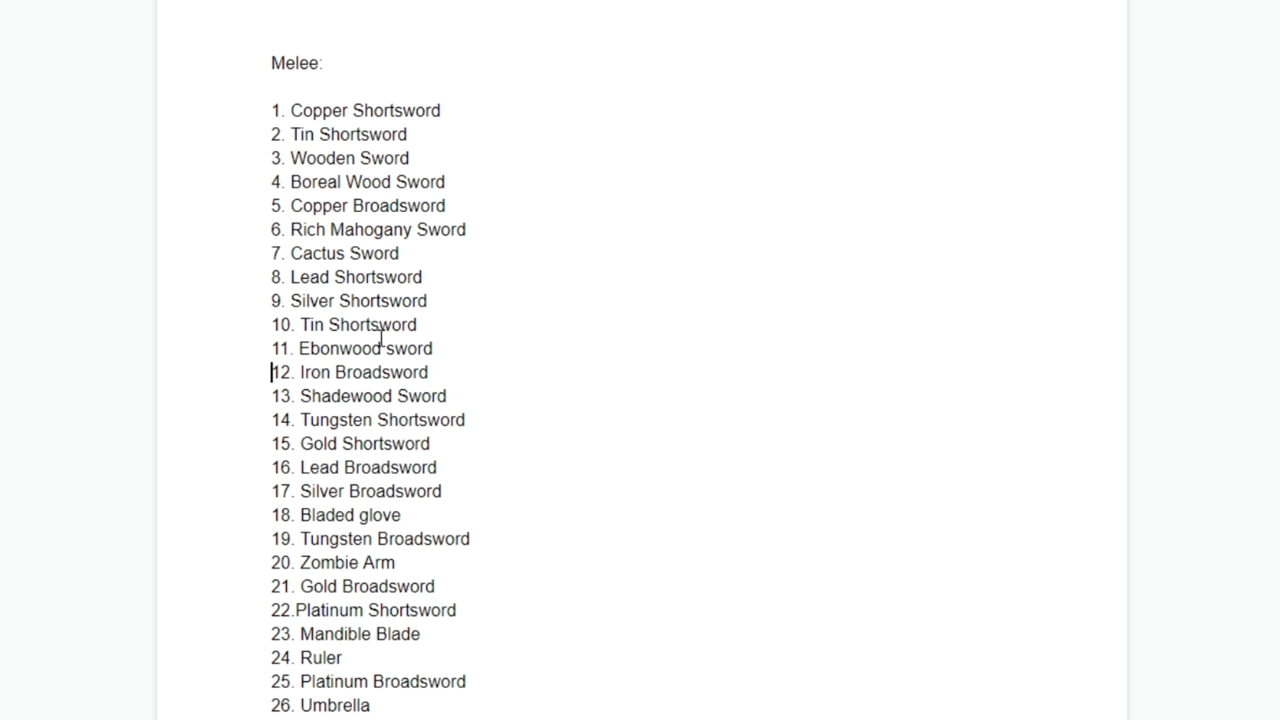 Melee:
1. Copper Shortsword
2. Tin Shortsword
3. Wooden Sword
4. Boreal Wood Sword
5. Copper Broadsword
6. Rich Mahogany Sword
7. Cactus Sword
8. Lead Shortsword
9. Silver Shortsword
10. Tin Shortsword
11. Ebonwood sword
12. Iron Broadsword
13. Shadewood Sword
14. Tungsten Shortsword
15. Gold Shortsword
16. Lead Broadsword
17. Silver Broadsword
18. Bladed glove
19. Tungsten Broadsword
20. Zombie Arm
21. Gold Broadsword
22.Platinum Shortsword
23. Mandible Blade
24. Ruler
25. Platinum Broadsword
26. Umbrella